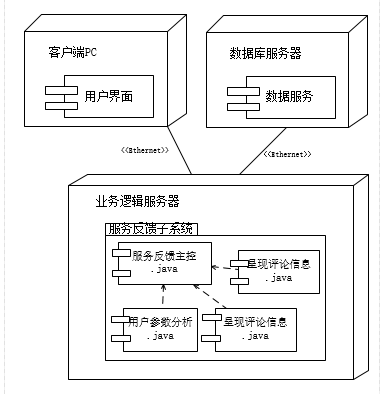 客户端PC
数据库服务器
用户界面
数据服务
<<Ethernet>>
<<Ethernet>>
业务逻辑服务器
服务反馈子系统
服务反馈主控
.java
呈现评论信息
.java
用户参数分析
.java
呈现评论信息
.java